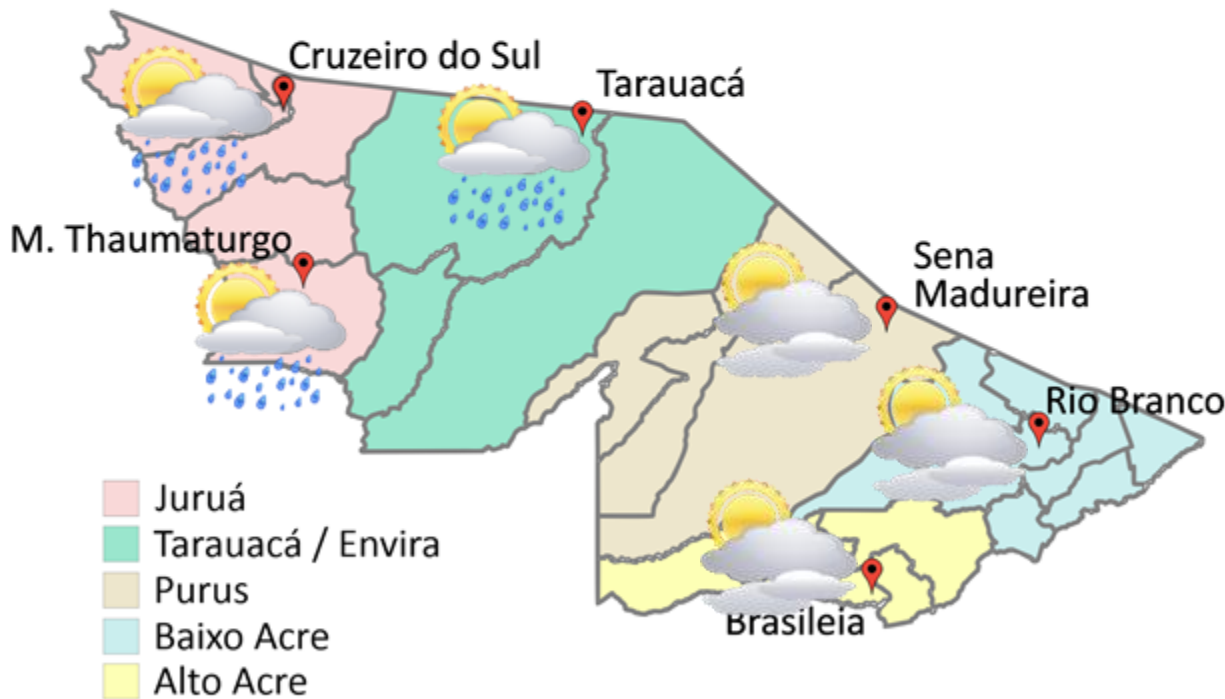 Cruzeiro do Sul
Tarauacá
M. Thaumaturgo
Sena
Madureira
Rio Branco
Brasileia
Juruá
Tarauacá / Envira
Purus
Baixo Acre
Alto Acre